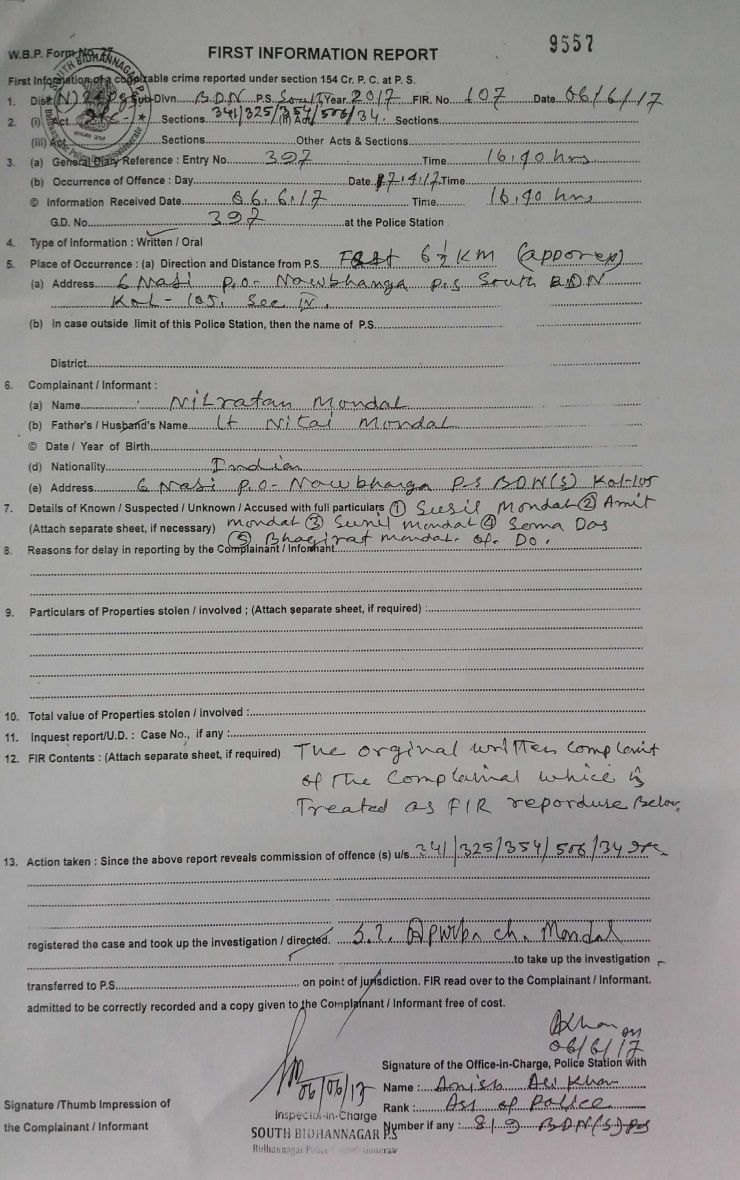 9557
W.B.P. Form No. 27
FIRST INFORMATION REPORT
First Information of a cognizable crime reported under section 154 Cr. P. C. at P. S.
1. Dist. (N) 24 Pgs Sub-Divn. B.D.N P.S. South Year 2017 FIR. No 107 Date 06/6/17
2. (i) Act Sections 341/325/354/506/34. (ii) Act Sections
(iii) Act Sections Other Acts & Sections
3. (a) General Diary Reference : Entry No. 397 Time 16:40 hrs
(b) Occurrence of Offence : Day Date 17.4.17 Time
© Information Received Date 06.6.17 Time 16.40 hrs
G.D. No. 397 at the Police Station
4. Type of Information : Written / Oral
5. Place of Occurrence : (a) Direction and Distance from P.S. East 6 ½ KM (apporex)
(a) Address 6 Nasi p.o- Nowbhanga p.s South BDN
Kol-105. Sec IV.
(b) In case outside limit of this Police Station, then the name of P.S.
District
6. Complainant / Informant :
(a) Name Nilratan Mondal
(b) Father's / Husband's Name Lt Nitai Mondal
© Date / Year of Birth
(d) Nationality Indian
(e) Address 6 Nasi p.o- Nowbhanga P.S BDN(S) Kol-105
7. Details of Known / Suspected / Unknown / Accused with full particulars ① Susil Mondal ② Amit
(Attach separate sheet, if necessary) mondal ③ Sunil mondal ④ Soma Das
⑤ Bhagirat mondal. of. Do.
8. Reasons for delay in reporting by the Complainant / Informant
9. Particulars of Properties stolen / involved ; (Attach separate sheet, if required) :
10. Total value of Properties stolen / involved :
11. Inquest report/U.D. : Case No., if any :
12. FIR Contents : (Attach separate sheet, if required) The orginal written complaint
of the Complainal which is
Treated as FIR reporduse Below
13. Action taken : Since the above report reveals commission of offence (s) u/s 341/325/354/506/34 IPC
registered the case and took up the investigation / directed. S.I. Apurba ch. Mondal
to take up the investigation
transferred to P.S. on point of jurisdiction. FIR read over to the Complainant / Informant.
admitted to be correctly recorded and a copy given to the Complainant / Informant free of cost.
06/6/17
Signature of the Office-in-Charge, Police Station with
06/06/17
Name : Anish Ali Khan
Signature /Thumb Impression of
Inspector-in-Charge
Rank : ASI of Police
the Complainant / Informant
SOUTH BIDHANNAGAR P.S
Number if any : 819 BDN(S) PS
Bidhannagar Police Commissionerate